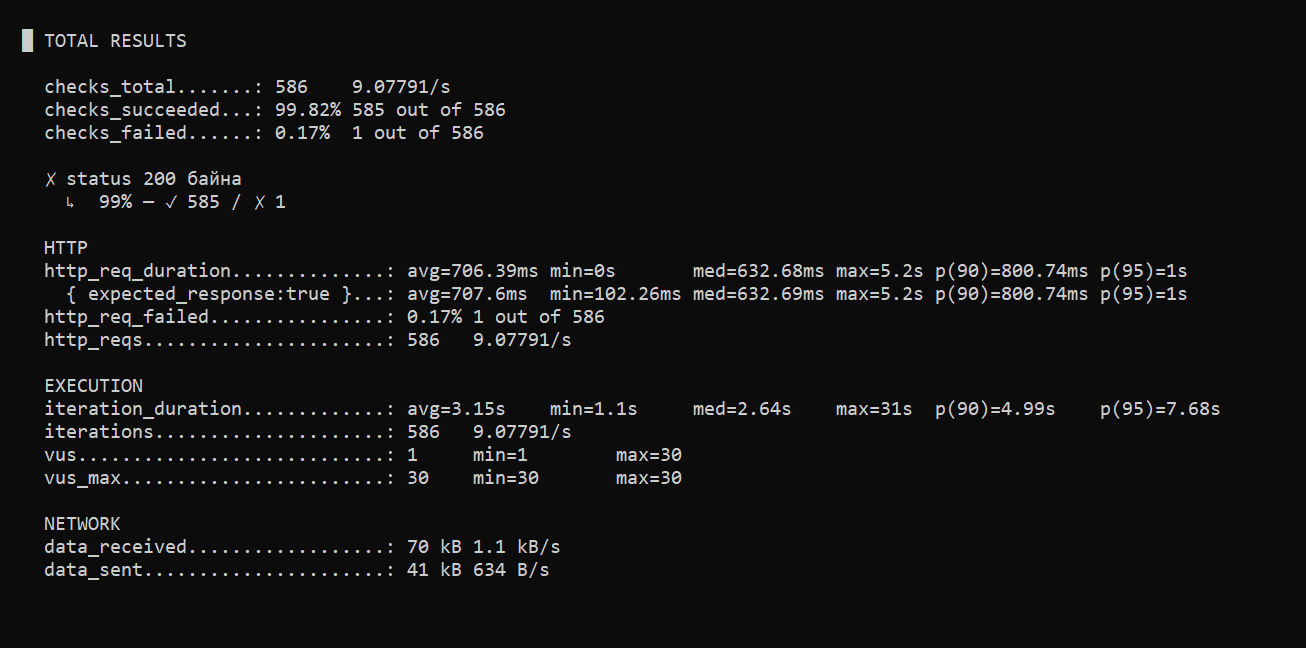 █ TOTAL RESULTS
checks_total.......: 586 9.07791/s
checks_succeeded...: 99.82% 585 out of 586
checks_failed......: 0.17% 1 out of 586
✗ status 200 байна
↳ 99% — ✓ 585 / ✗ 1
HTTP
http_req_duration..............: avg=706.39ms min=0s med=632.68ms max=5.2s p(90)=800.74ms p(95)=1s
{ expected_response:true }...: avg=707.6ms min=102.26ms med=632.69ms max=5.2s p(90)=800.74ms p(95)=1s
http_req_failed................: 0.17% 1 out of 586
http_reqs......................: 586 9.07791/s
EXECUTION
iteration_duration.............: avg=3.15s min=1.1s med=2.64s max=31s p(90)=4.99s p(95)=7.68s
iterations.....................: 586 9.07791/s
vus............................: 1 min=1 max=30
vus_max........................: 30 min=30 max=30
NETWORK
data_received..................: 70 kB 1.1 kB/s
data_sent......................: 41 kB 634 B/s